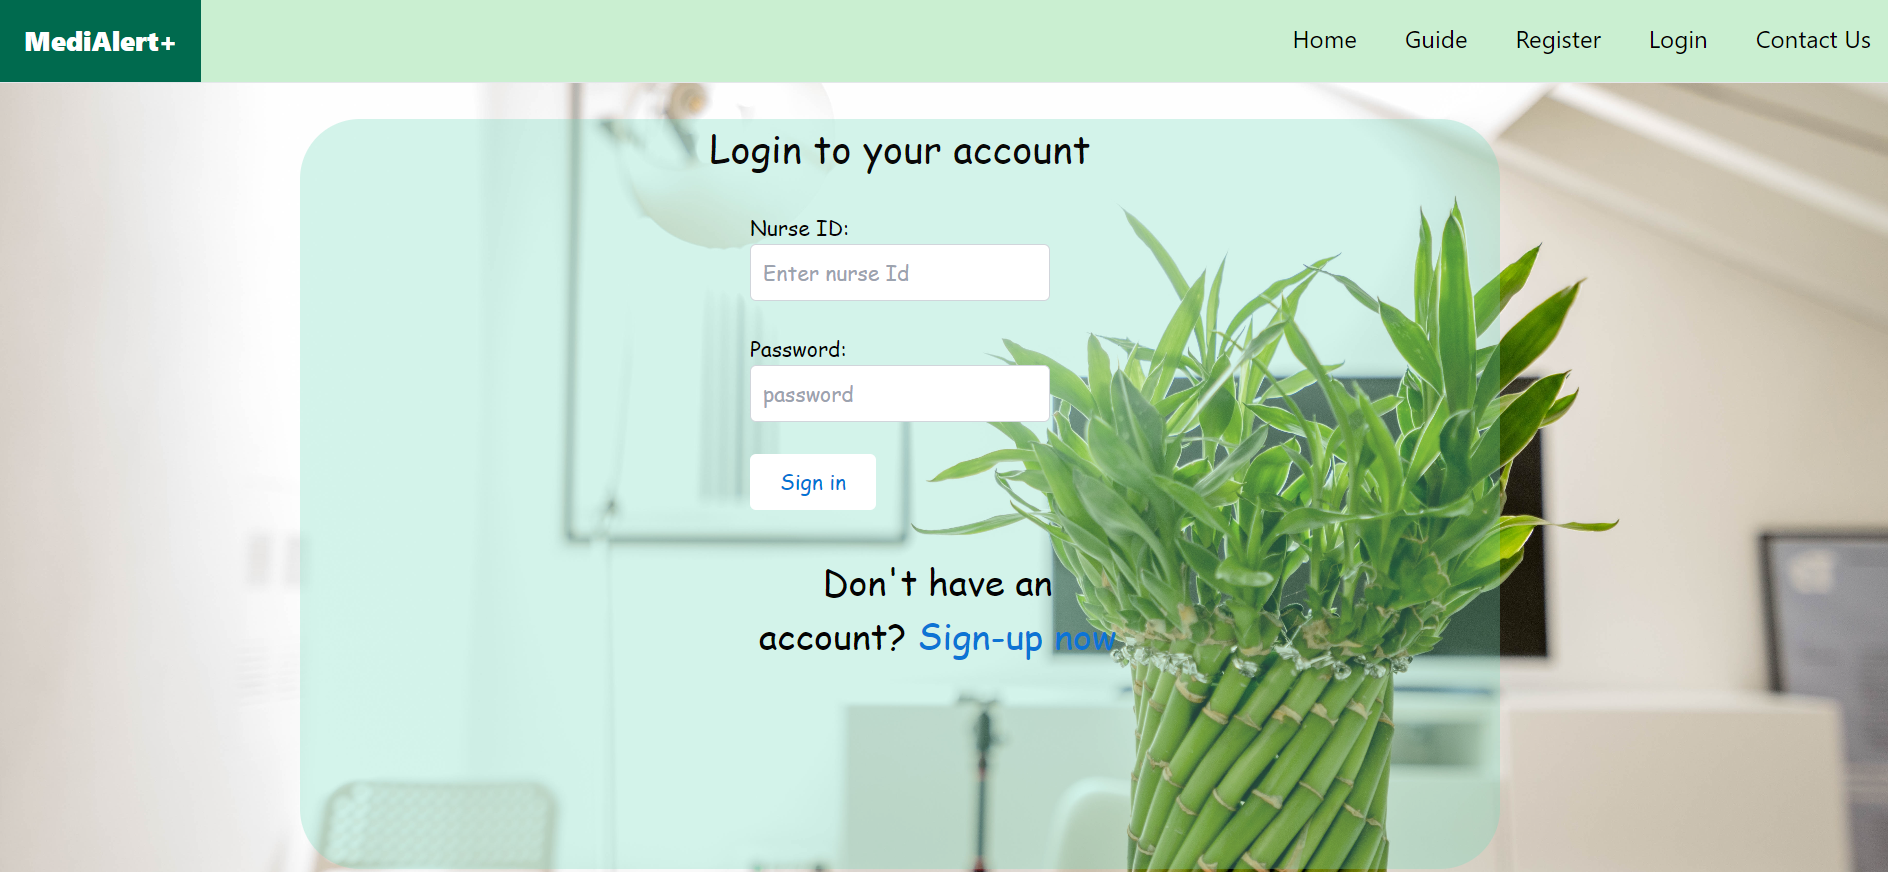 MediAlert+
Home Guide Register Login Contact Us
Login to your account
Nurse ID:
Enter nurse Id
Password:
password
Sign in
Don't have an
account? Sign-up now